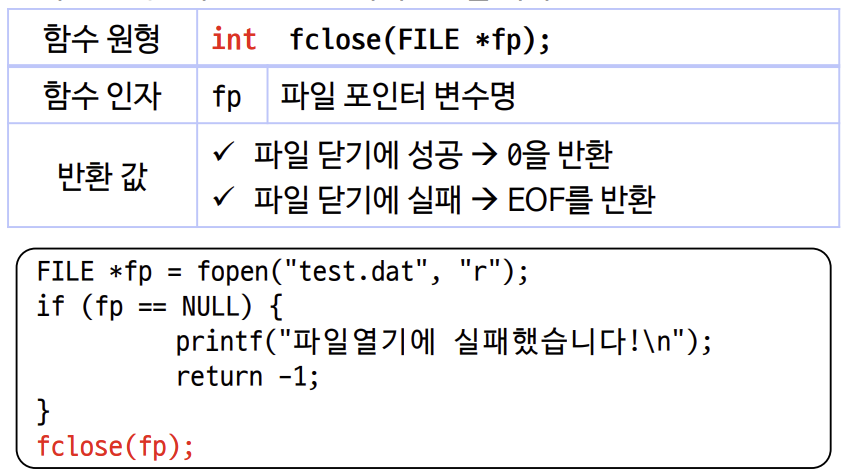 함수 원형 int fclose(FILE *fp);
함수 인자 fp 파일 포인터 변수명
반환 값
✓ 파일 닫기에 성공 → 0을 반환
✓ 파일 닫기에 실패 → EOF를 반환
FILE *fp = fopen("test.dat", "r");
if (fp == NULL) {
printf("파일열기에 실패했습니다!\n");
return -1;
}
fclose(fp);